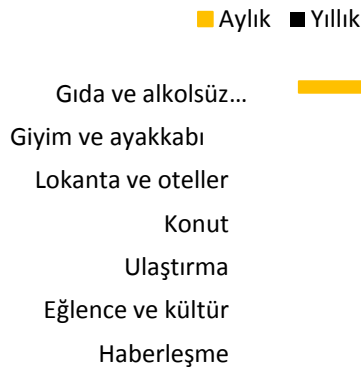 Aylık Yıllık
Gıda ve alkolsüz…
Giyim ve ayakkabı
Lokanta ve oteller
Konut
Ulaştırma
Eğlence ve kültür
Haberleşme